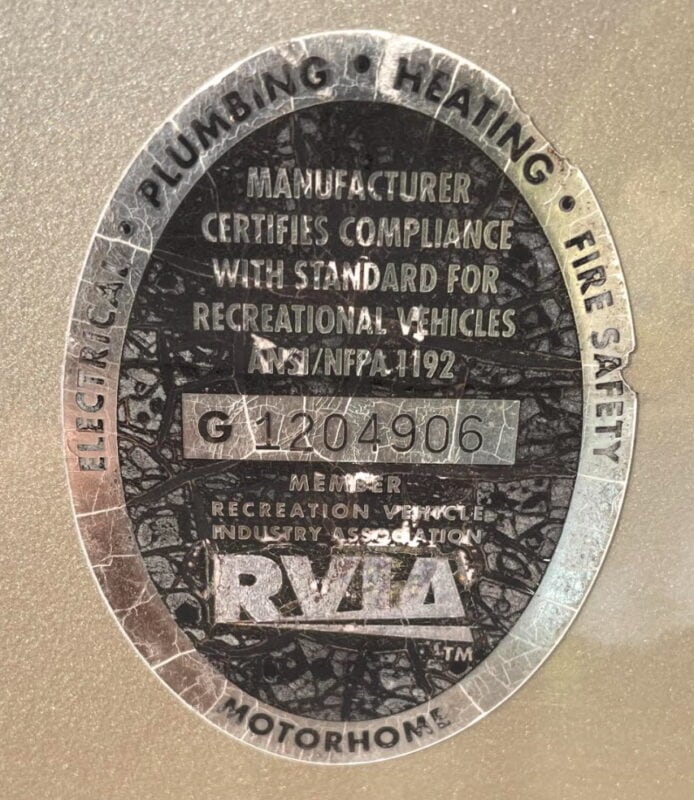 ELECTRICAL • PLUMBING • HEATING • FIRE SAFETY
MANUFACTURER
CERTIFIES COMPLIANCE
WITH STANDARD FOR
RECREATIONAL VEHICLES
ANSI/NFPA 1192
G 1204906
MEMBER
RECREATION VEHICLE
INDUSTRY ASSOCIATION
RVIA
TM
MOTORHOME